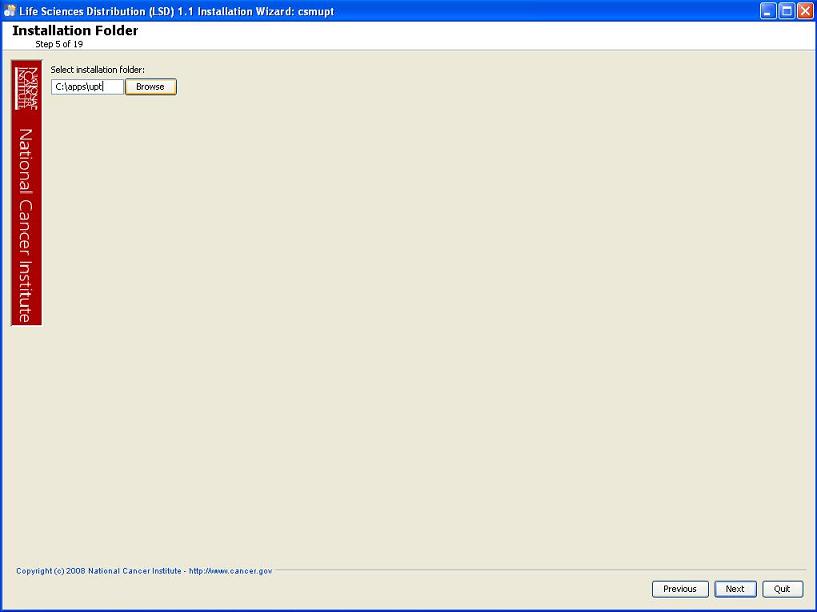 Life Sciences Distribution (LSD) 1.1 Installation Wizard: csmupt
Installation Folder
Step 5 of 19
Select installation folder:
C:\apps\upt
Browse
NATIONAL
CANCER
INSTITUTE
National Cancer Institute
Copyright (c) 2008 National Cancer Institute - http://www.cancer.gov
Previous
Next
Quit